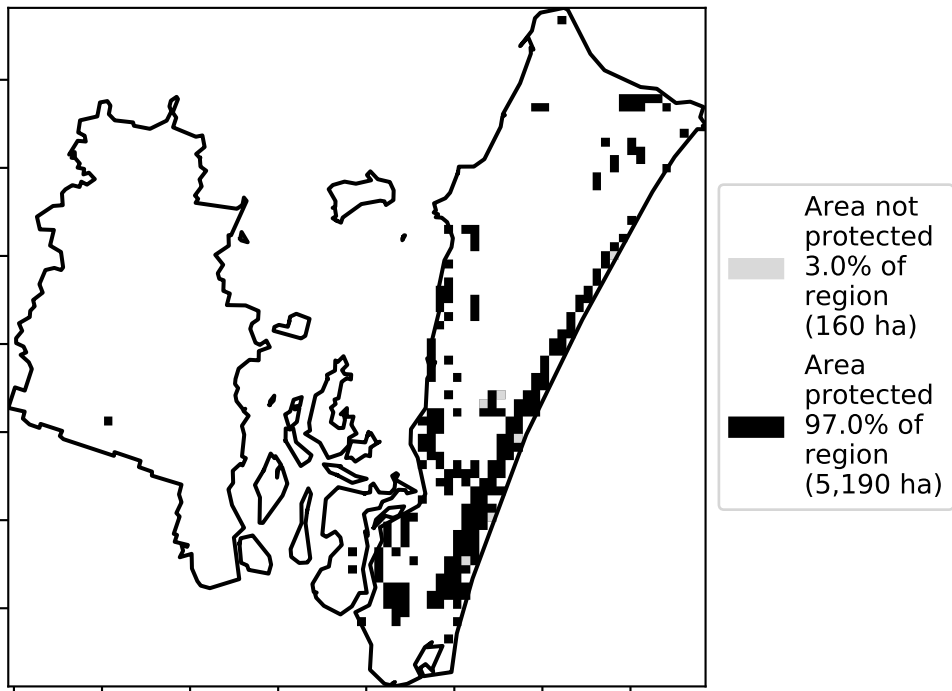 Area not
protected
3.0% of
region
(160 ha)
Area
protected
97.0% of
region
(5,190 ha)